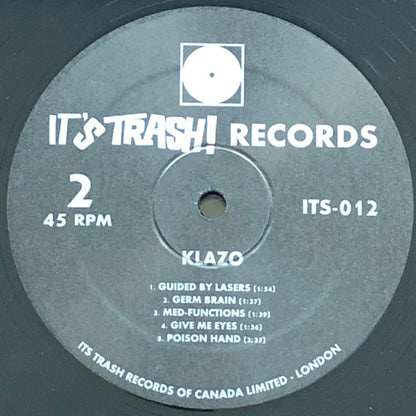 IT'S TRASH! RECORDS
2
45 RPM
ITS-012
KLAZO
1. GUIDED BY LASERS (1:54)
2. GERM BRAIN (1:37)
3. MED-FUNCTIONS (1:39)
4. GIVE ME EYES (1:36)
5. POISON HAND (2:37)
ITS TRASH RECORDS OF CANADA LIMITED - LONDON